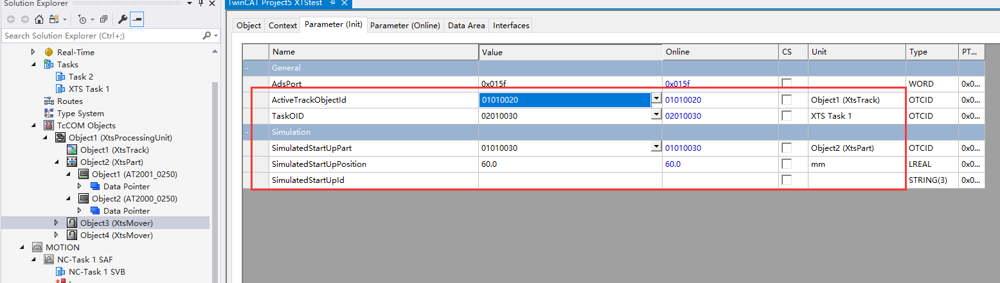 Solution Explorer
Search Solution Explorer (Ctrl+;)
Real-Time
Tasks
Task 2
XTS Task 1
Routes
Type System
TcCOM Objects
Object1 (XtsProcessingUnit)
Object1 (XtsTrack)
Object2 (XtsPart)
Object1 (AT2001_0250)
Data Pointer
Object2 (AT2000_0250)
Data Pointer
Object3 (XtsMover)
Object4 (XtsMover)
MOTION
NC-Task 1 SAF
NC-Task 1 SVB
TwinCAT Project5 XTStest
Object Context Parameter (Init) Parameter (Online) Data Area Interfaces
Name Value Online CS Unit Type PT...
- General
AdsPort 0x015f 0x015f WORD 0x0...
ActiveTrackObjectId 01010020 01010020 Object1 (XtsTrack) OTCID 0x0...
TaskOID 02010030 02010030 XTS Task 1 OTCID 0x0...
- Simulation
SimulatedStartUpPart 01010030 01010030 Object2 (XtsPart) OTCID 0x0...
SimulatedStartUpPosition 60.0 60.0 mm LREAL 0x0...
SimulatedStartUpId STRING(3) 0x0...